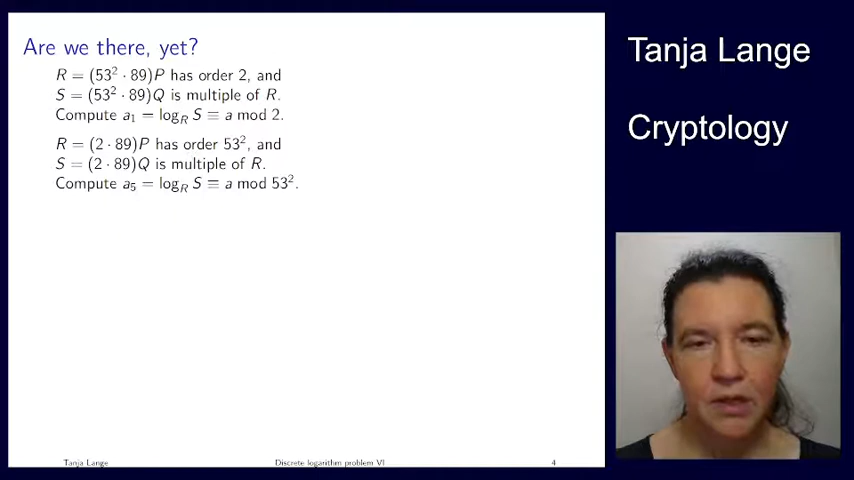 Are we there, yet?
R = (53² · 89)P has order 2, and
S = (53² · 89)Q is multiple of R.
Compute a₁ = log_R S ≡ a mod 2.
R = (2 · 89)P has order 53², and
S = (2 · 89)Q is multiple of R.
Compute a₅ = log_R S ≡ a mod 53².
Tanja Lange Discrete logarithm problem VI 4
Tanja Lange
Cryptology